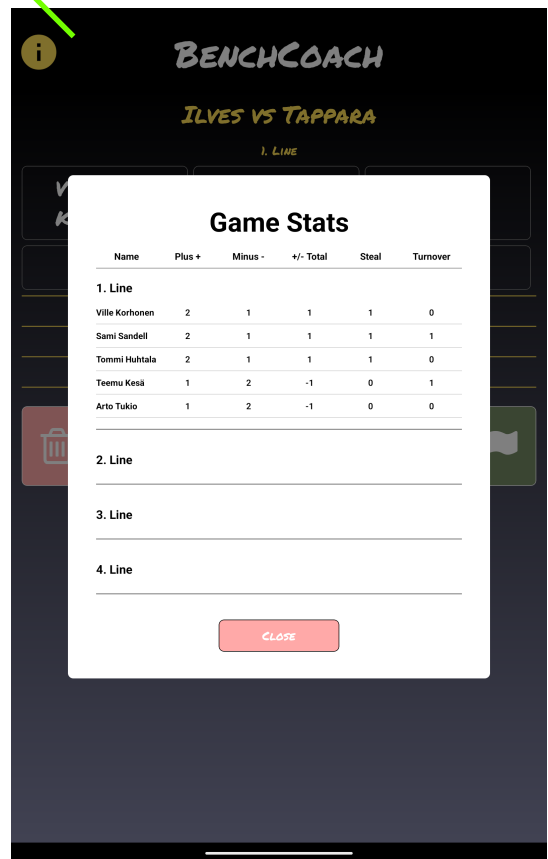 i
BenchCoach
Ilves vs Tappara
1. Line
Game Stats
Name Plus + Minus - +/- Total Steal Turnover
1. Line
Ville Korhonen 2 1 1 1 0
Sami Sandell 2 1 1 1 1
Tommi Huhtala 2 1 1 1 0
Teemu Kesä 1 2 -1 0 1
Arto Tukio 1 2 -1 0 0
2. Line
3. Line
4. Line
Close